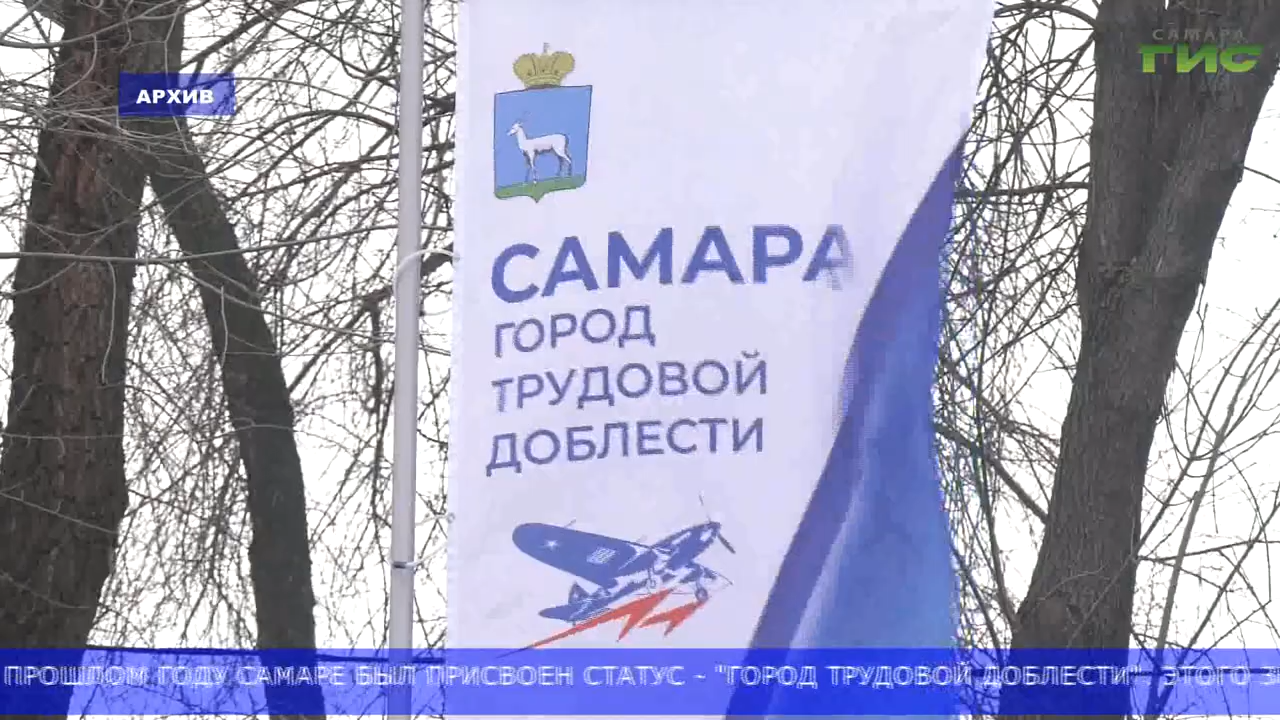 САМАРА
ГИС
АРХИВ
САМАРА
ГОРОД
ТРУДОВОЙ
ДОБЛЕСТИ
ПРОШЛОМ ГОДУ САМАРЕ БЫЛ ПРИСВОЕН СТАТУС - "ГОРОД ТРУДОВОЙ ДОБЛЕСТИ". ЭТОГО